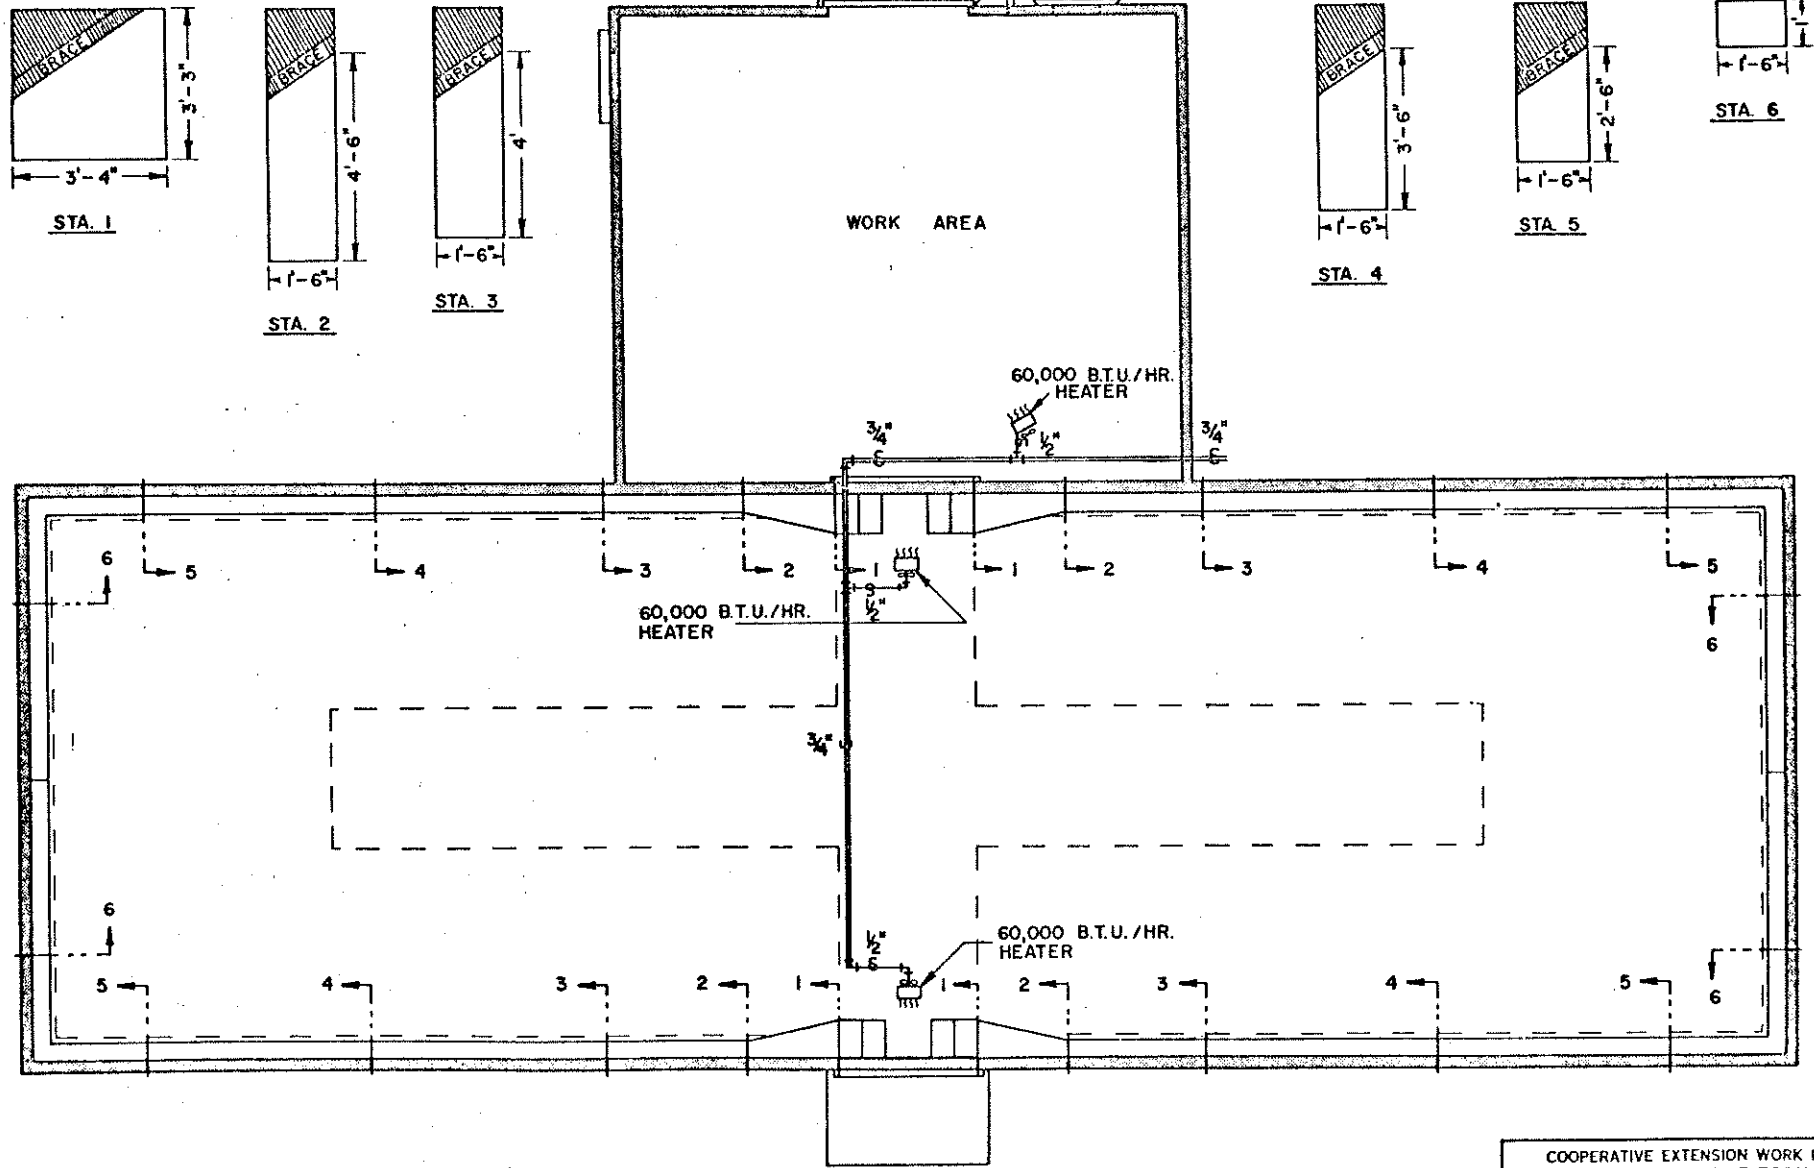 BRACE
3'-3"
3'-4"
STA. 1
BRACE
4'-6"
1'-6"
STA. 2
BRACE
4'
1'-6"
STA. 3
WORK AREA
BRACE
3'-6"
1'-6"
STA. 4
BRACE
2'-6"
1'-6"
STA. 5
1'-6"
STA. 6
60,000 B.T.U./HR.
HEATER
3/4"
1/2"
3/4"
6
5
4
3
2
1
1
2
3
4
5
6
60,000 B.T.U./HR.
HEATER
1/2"
3/4"
6
1/2"
60,000 B.T.U./HR.
HEATER
5
4
3
2
1
1
2
3
4
5
6
COOPERATIVE EXTENSION WORK